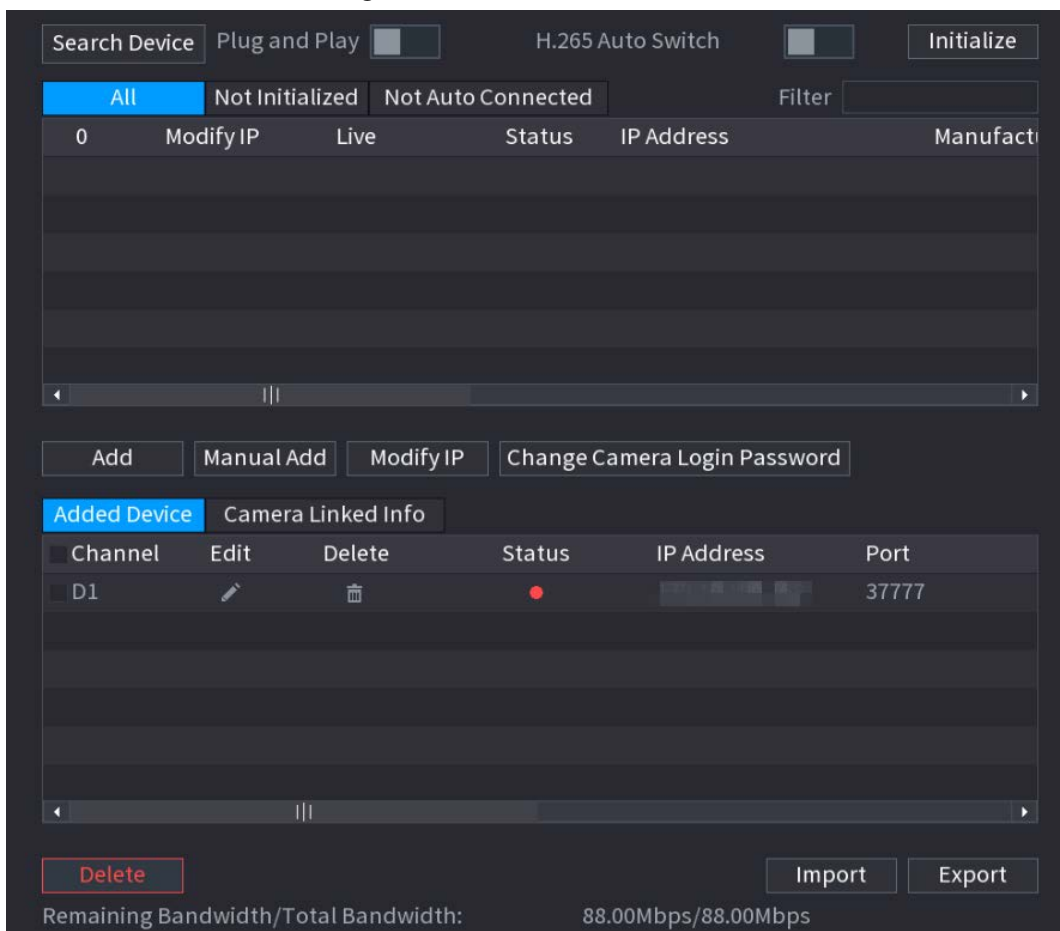 Search Device Plug and Play H.265 Auto Switch Initialize
All Not Initialized Not Auto Connected Filter
0 Modify IP Live Status IP Address Manufactu
Add Manual Add Modify IP Change Camera Login Password
Added Device Camera Linked Info
Channel Edit Delete Status IP Address Port
D1 37777
Delete Import Export
Remaining Bandwidth/Total Bandwidth: 88.00Mbps/88.00Mbps